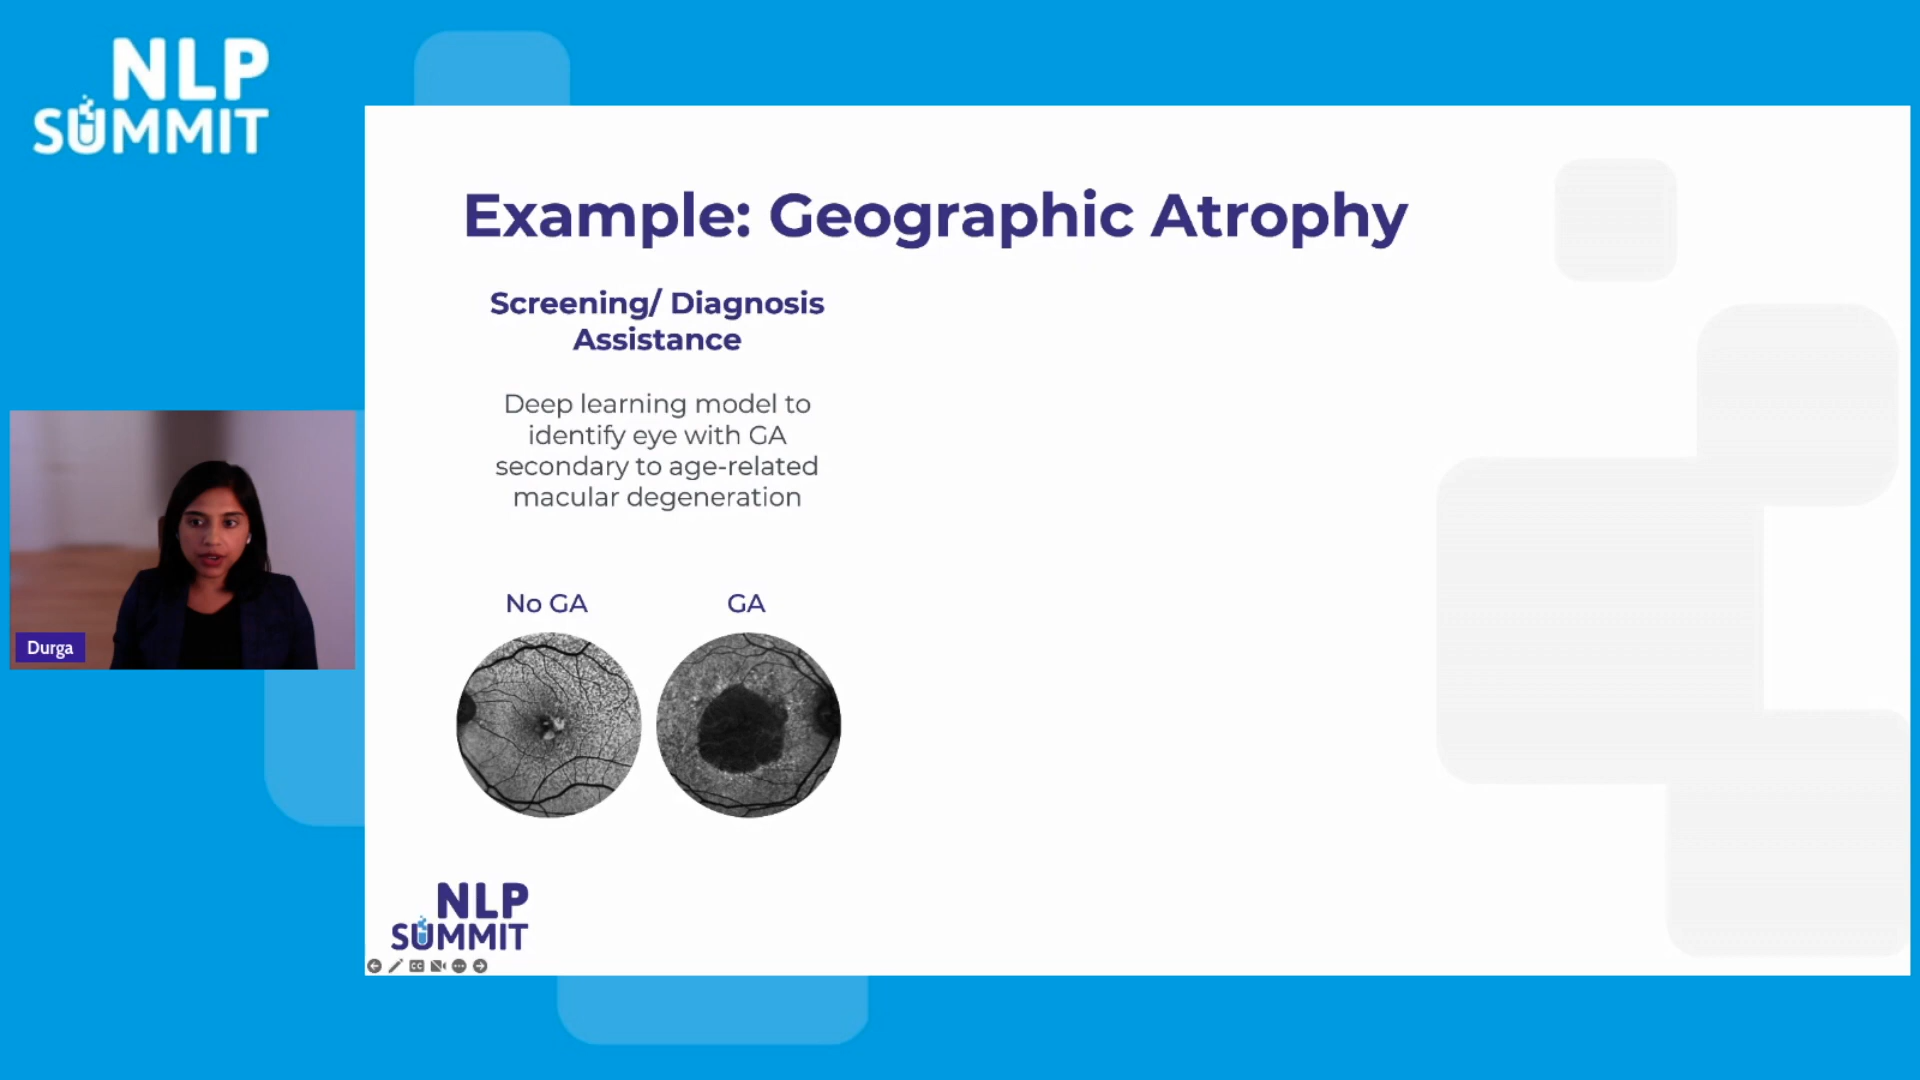 NLP
SUMMIT
Example: Geographic Atrophy
Screening/ Diagnosis
Assistance
Deep learning model to
identify eye with GA
secondary to age-related
macular degeneration
No GA
GA
Durga
NLP
SUMMIT
CC